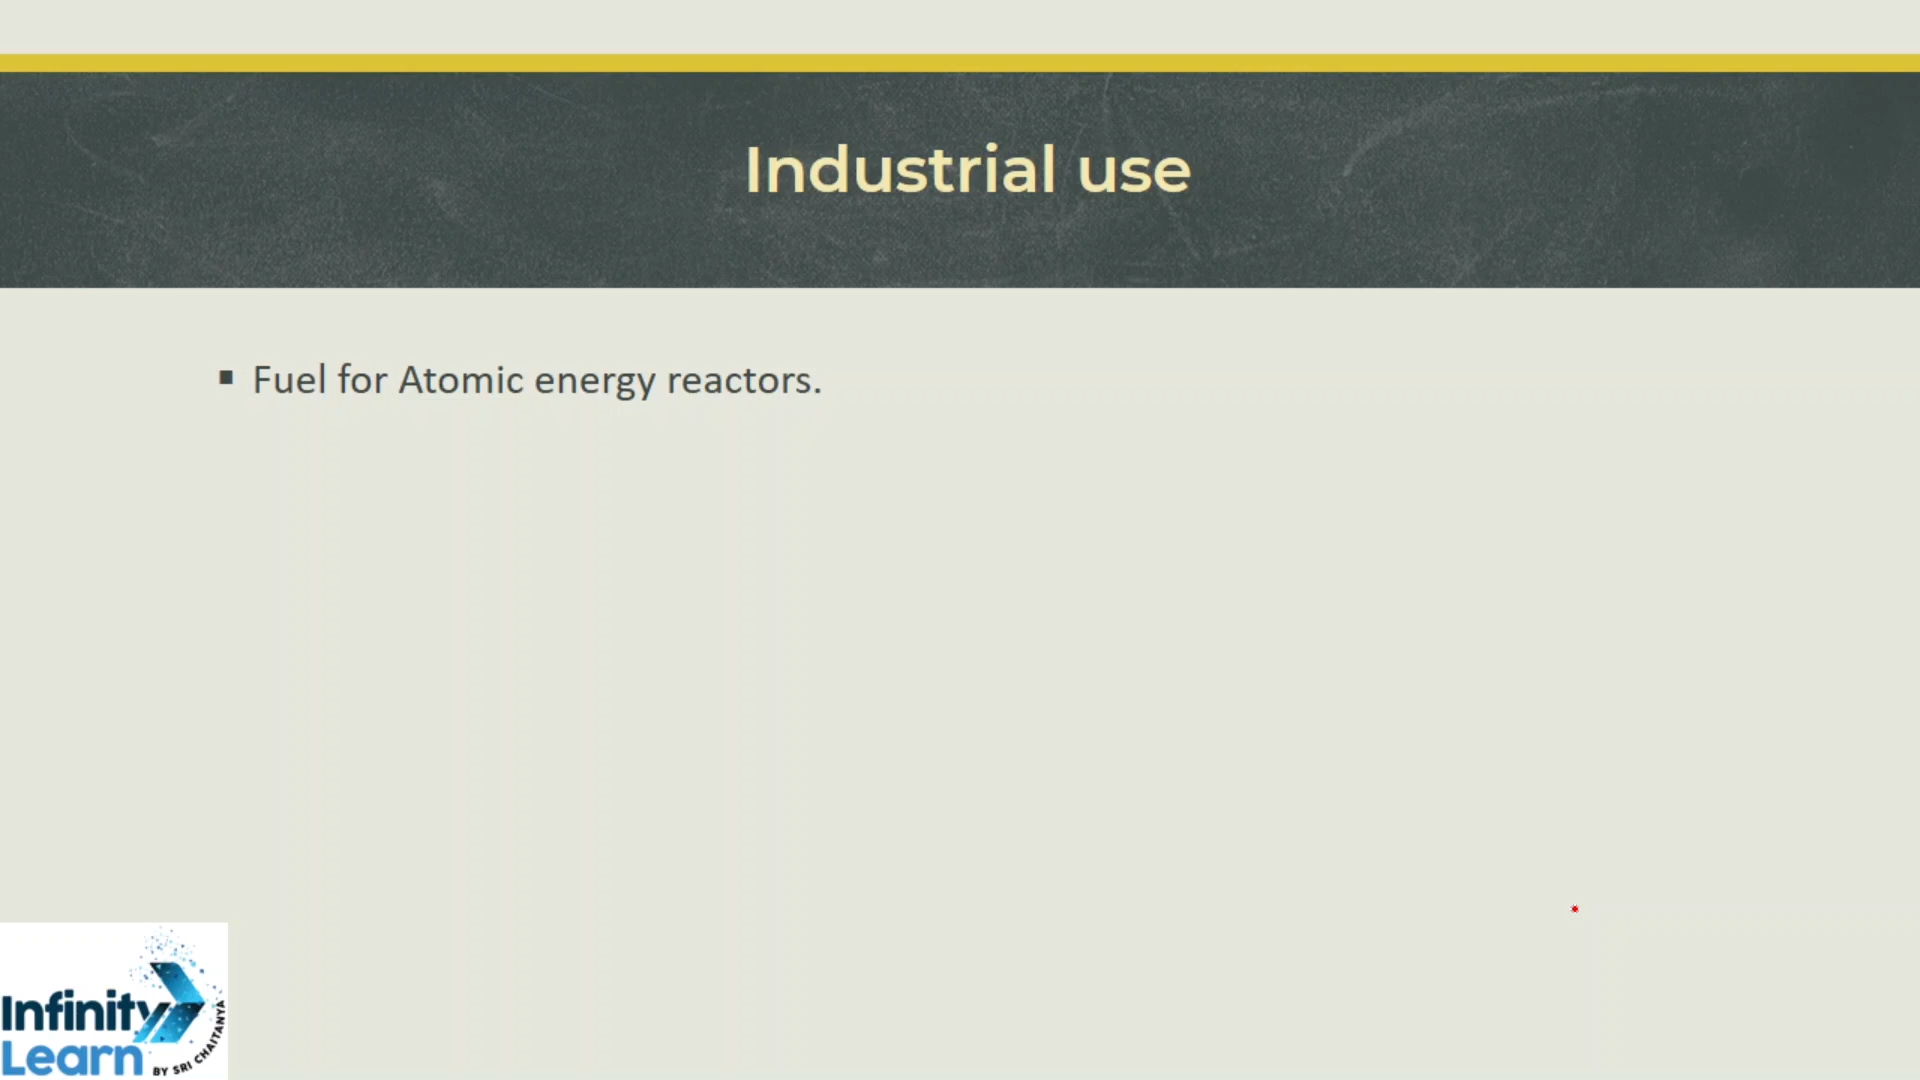 Industrial use
▪ Fuel for Atomic energy reactors.
Infinity
Learn
BY SRI CHAITANYA